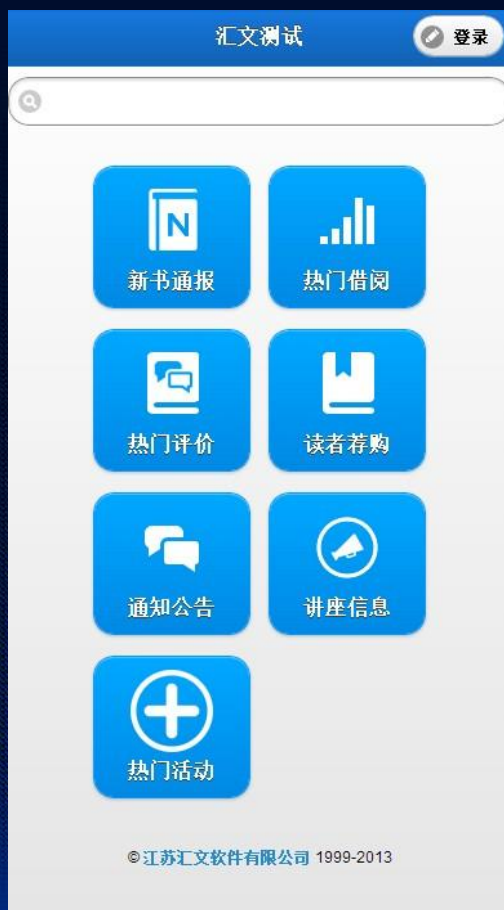 汇文测试
登录
新书通报
热门借阅
热门评价
读者荐购
通知公告
讲座信息
热门活动
©江苏汇文软件有限公司 1999-2013